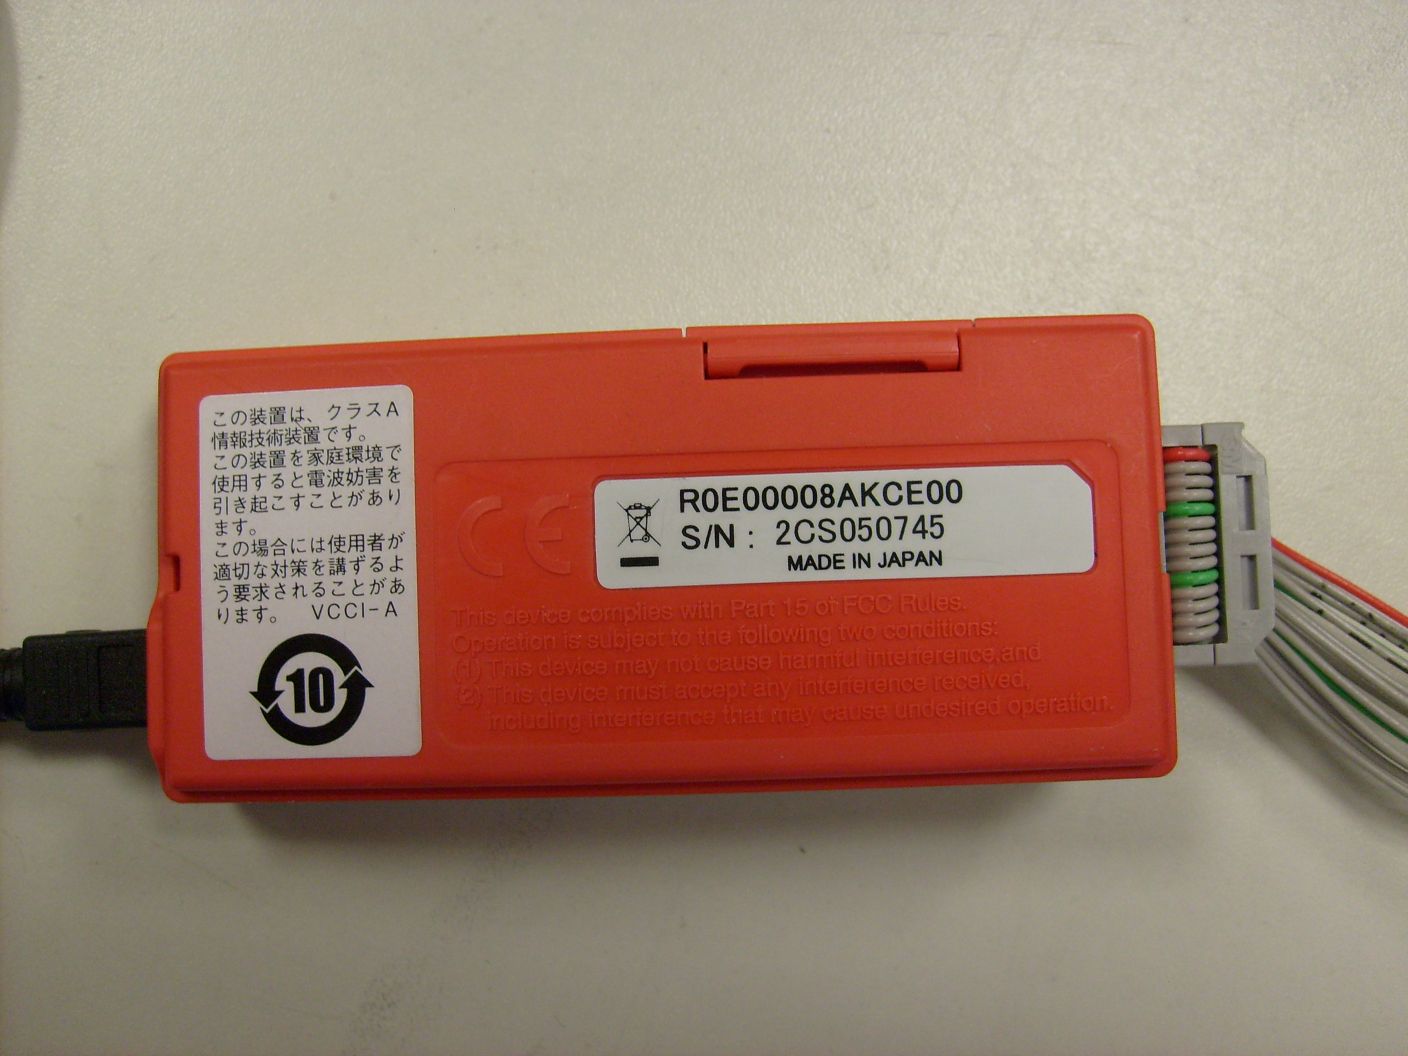 この装置は、クラスA
情報技術装置です。
この装置を家庭環境で
使用すると電波妨害を
引き起こすことがあり
ます。
この場合には使用者が
適切な対策を講ずるよ
う要求されることがあ
ります。 VCCI-A
10
CE
R0E00008AKCE00
S/N : 2CS050745
MADE IN JAPAN
This device complies with Part 15 of FCC Rules.
Operation is subject to the following two conditions:
(1) This device may not cause harmful interference,and
(2) This device must accept any interference received,
including interference that may cause undesired operation.